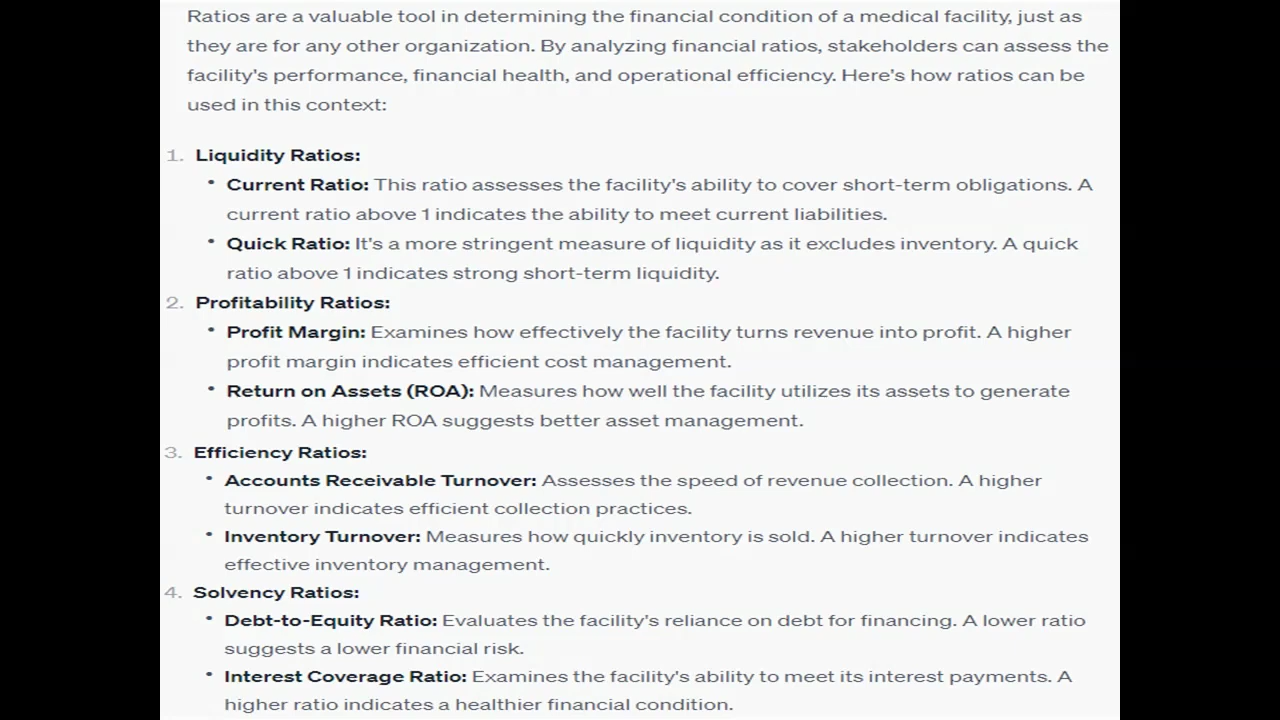 Ratios are a valuable tool in determining the financial condition of a medical facility, just as
they are for any other organization. By analyzing financial ratios, stakeholders can assess the
facility's performance, financial health, and operational efficiency. Here's how ratios can be
used in this context:
1. Liquidity Ratios:
• Current Ratio: This ratio assesses the facility's ability to cover short-term obligations. A
current ratio above 1 indicates the ability to meet current liabilities.
• Quick Ratio: It's a more stringent measure of liquidity as it excludes inventory. A quick
ratio above 1 indicates strong short-term liquidity.
2. Profitability Ratios:
• Profit Margin: Examines how effectively the facility turns revenue into profit. A higher
profit margin indicates efficient cost management.
• Return on Assets (ROA): Measures how well the facility utilizes its assets to generate
profits. A higher ROA suggests better asset management.
3. Efficiency Ratios:
• Accounts Receivable Turnover: Assesses the speed of revenue collection. A higher
turnover indicates efficient collection practices.
• Inventory Turnover: Measures how quickly inventory is sold. A higher turnover indicates
effective inventory management.
4. Solvency Ratios:
• Debt-to-Equity Ratio: Evaluates the facility's reliance on debt for financing. A lower ratio
suggests a lower financial risk.
• Interest Coverage Ratio: Examines the facility's ability to meet its interest payments. A
higher ratio indicates a healthier financial condition.